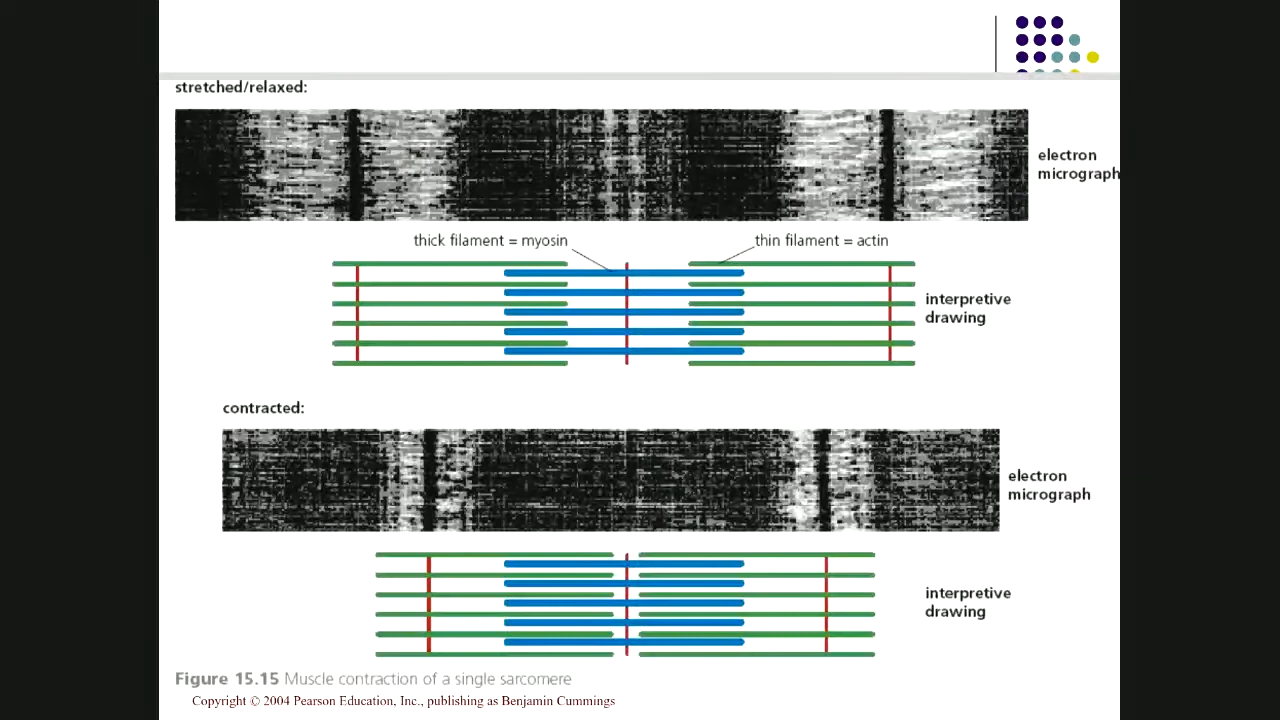 stretched/relaxed:
electron
micrograph
thick filament = myosin
thin filament = actin
interpretive
drawing
contracted:
electron
micrograph
interpretive
drawing
Figure 15.15 Muscle contraction of a single sarcomere
Copyright © 2004 Pearson Education, Inc., publishing as Benjamin Cummings